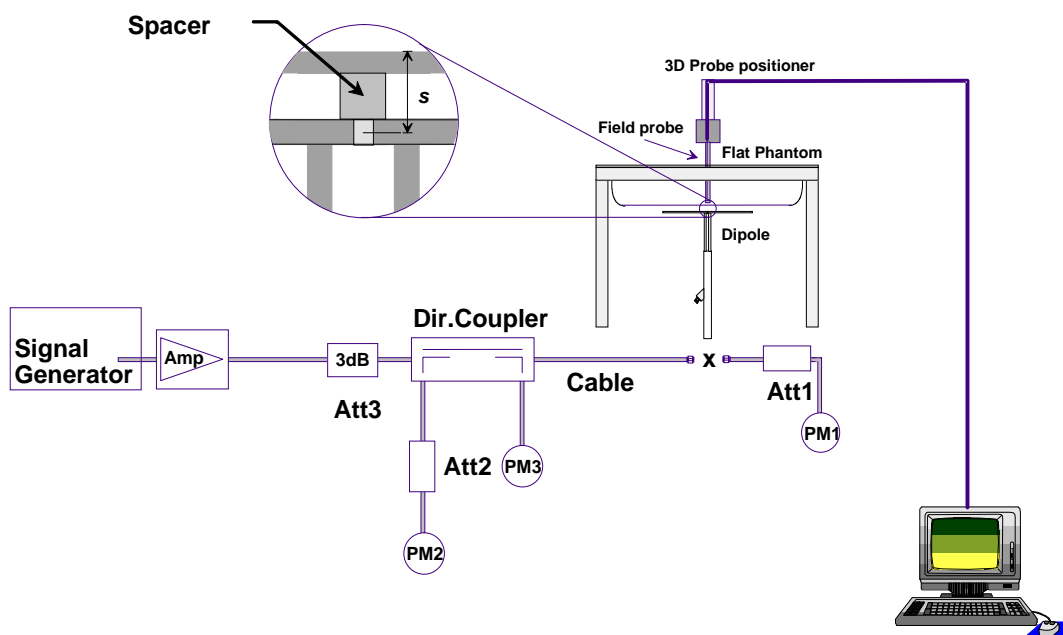 Spacer
s
3D Probe positioner
Field probe
Flat Phantom
Dipole
Dir.Coupler
Signal
Generator
Amp
3dB
Att3
Cable
x
Att1
PM1
Att2
PM3
PM2